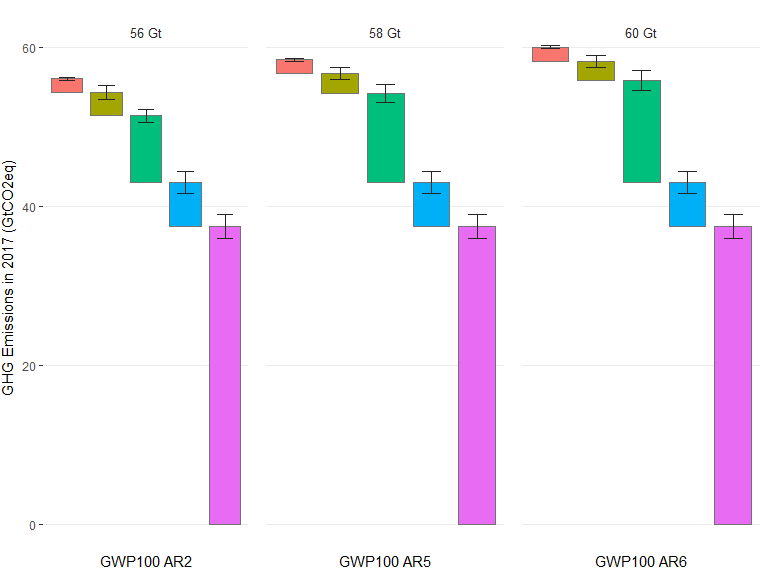 56 Gt
58 Gt
60 Gt
60
40
20
0
GHG Emissions in 2017 (GtCO2eq)
GWP100 AR2
GWP100 AR5
GWP100 AR6